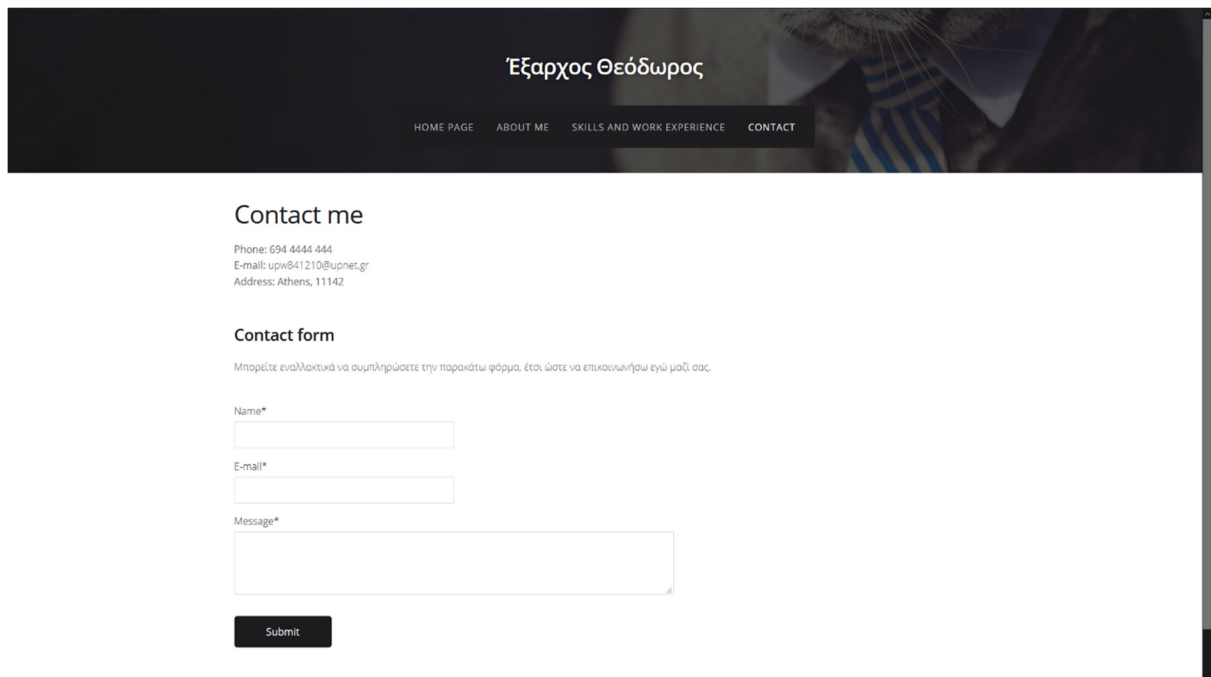 Έξαρχος Θεόδωρος
HOME PAGE ABOUT ME SKILLS AND WORK EXPERIENCE CONTACT
Contact me
Phone: 694 4444 444
E-mail: upw841210@upnet.gr
Address: Athens, 11142
Contact form
Μπορείτε εναλλακτικά να συμπληρώσετε την παρακάτω φόρμα, έτσι ώστε να επικοινωνήσω εγώ μαζί σας.
Name*
E-mail*
Message*
Submit